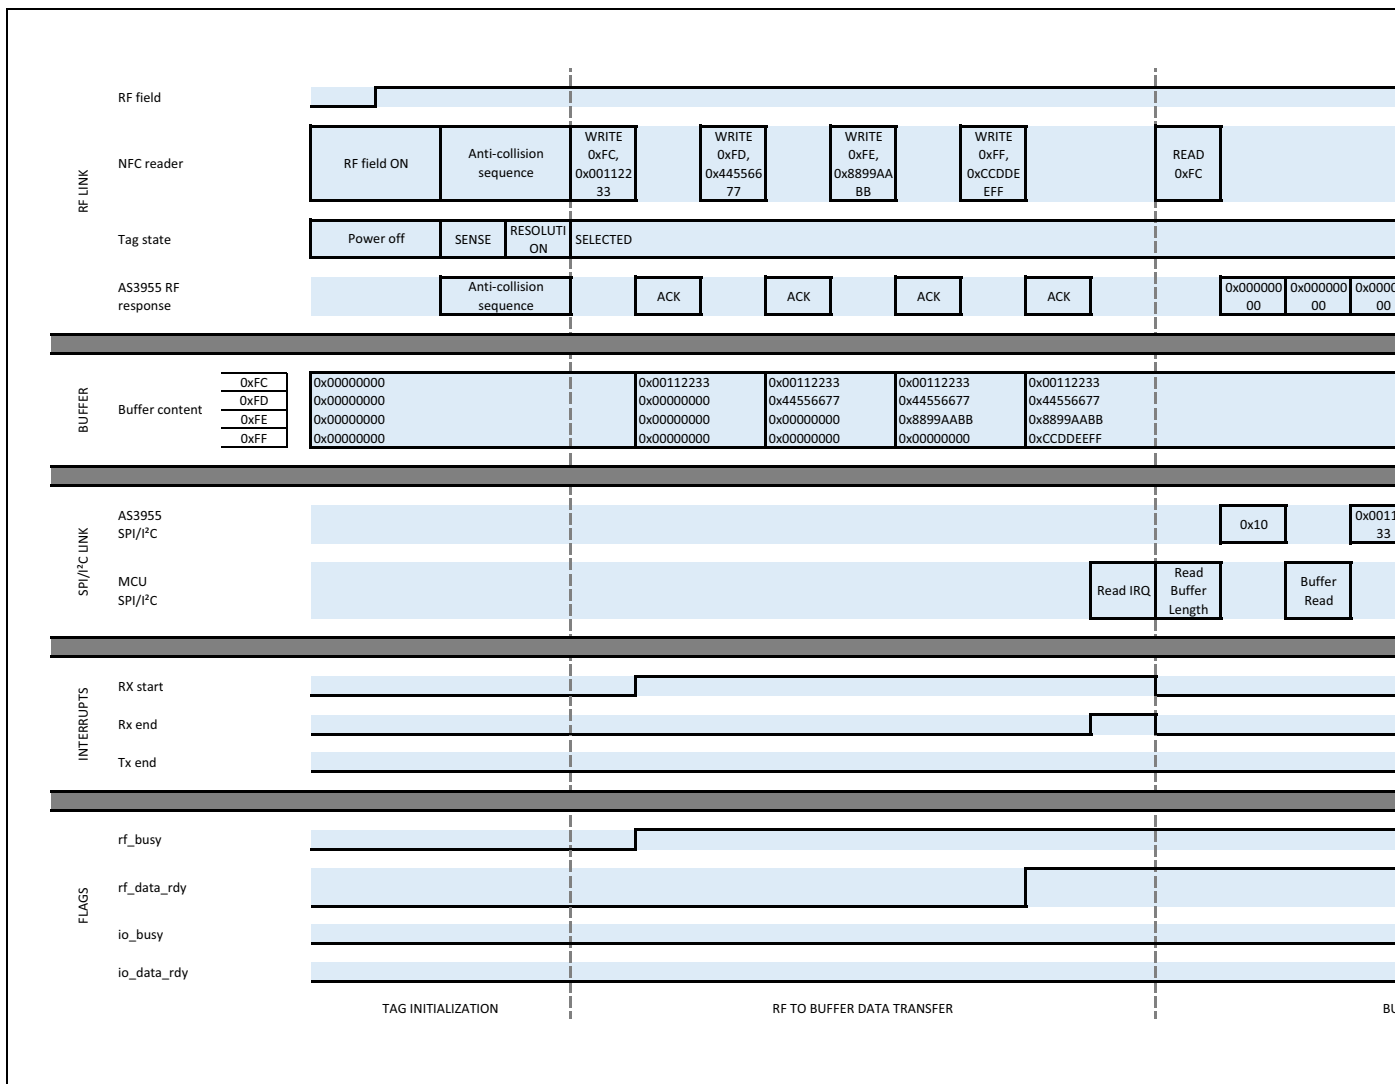 RF field
RF LINK
NFC reader
RF field ON
Anti-collision
sequence
WRITE
0xFC,
0x001122
33
WRITE
0xFD,
0x445566
77
WRITE
0xFE,
0x8899AA
BB
WRITE
0xFF,
0xCCDDE
EFF
READ
0xFC
Tag state
Power off
SENSE
RESOLUTI
ON
SELECTED
AS3955 RF
response
Anti-collision
sequence
ACK
ACK
ACK
ACK
0x000000
00
0x000000
00
0x0000
00
BUFFER
Buffer content
0xFC
0xFD
0xFE
0xFF
0x00000000
0x00000000
0x00000000
0x00000000
0x00112233
0x00000000
0x00000000
0x00000000
0x00112233
0x44556677
0x00000000
0x00000000
0x00112233
0x44556677
0x8899AABB
0x00000000
0x00112233
0x44556677
0x8899AABB
0xCCDDEEFF
SPI/I²C LINK
AS3955
SPI/I²C
0x10
0x0011
33
MCU
SPI/I²C
Read IRQ
Read
Buffer
Length
Buffer
Read
INTERRUPTS
RX start
Rx end
Tx end
FLAGS
rf_busy
rf_data_rdy
io_busy
io_data_rdy
TAG INITIALIZATION
RF TO BUFFER DATA TRANSFER